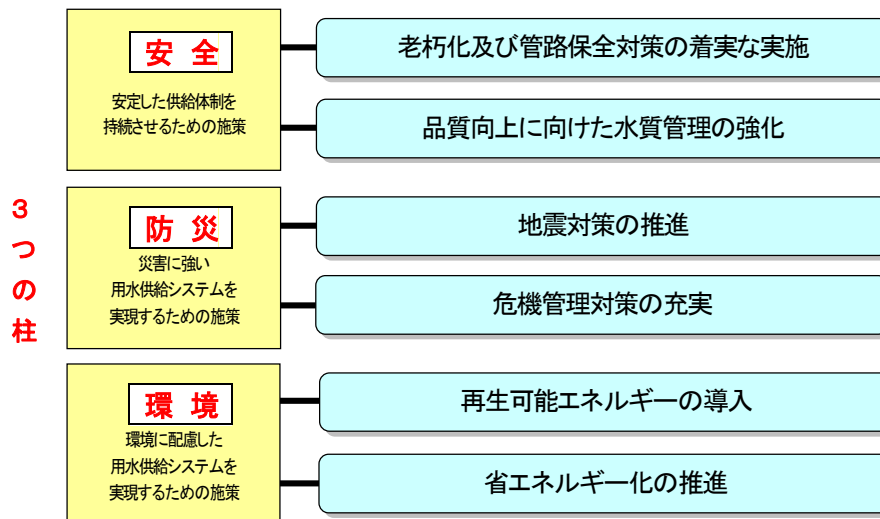 3つの柱
安 全
安定した供給体制を
持続させるための施策
老朽化及び管路保全対策の着実な実施
品質向上に向けた水質管理の強化
防 災
災害に強い
用水供給システムを
実現するための施策
地震対策の推進
危機管理対策の充実
環 境
環境に配慮した
用水供給システムを
実現するための施策
再生可能エネルギーの導入
省エネルギー化の推進